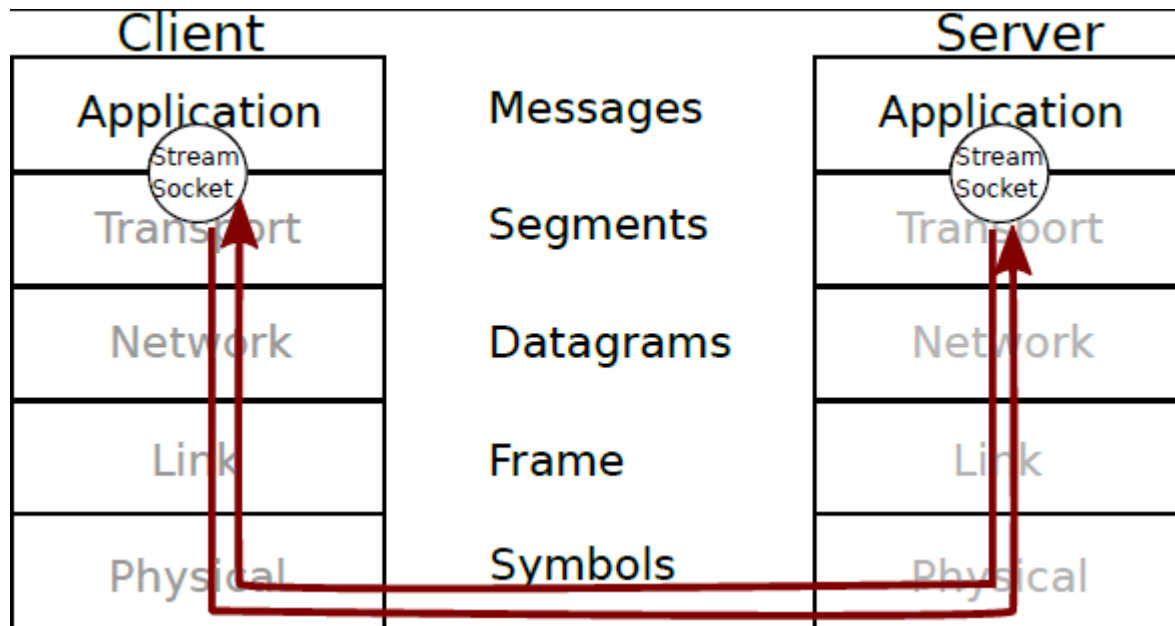 Client
Server
Application
Messages
Application
Stream
Socket
Stream
Socket
Transport
Segments
Transport
Network
Datagrams
Network
Link
Frame
Link
Physical
Symbols
Physical